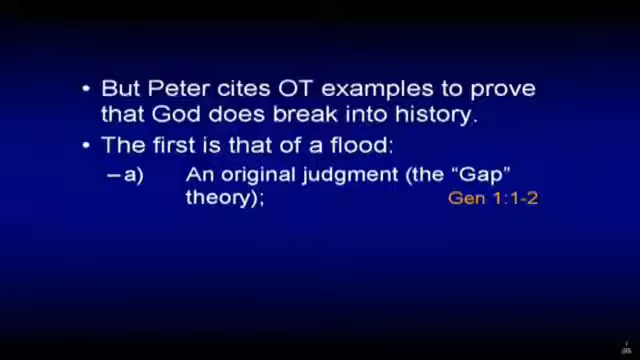 • But Peter cites OT examples to prove
that God does break into history.
• The first is that of a flood:
–a) An original judgment (the “Gap”
theory); Gen 1:1-2